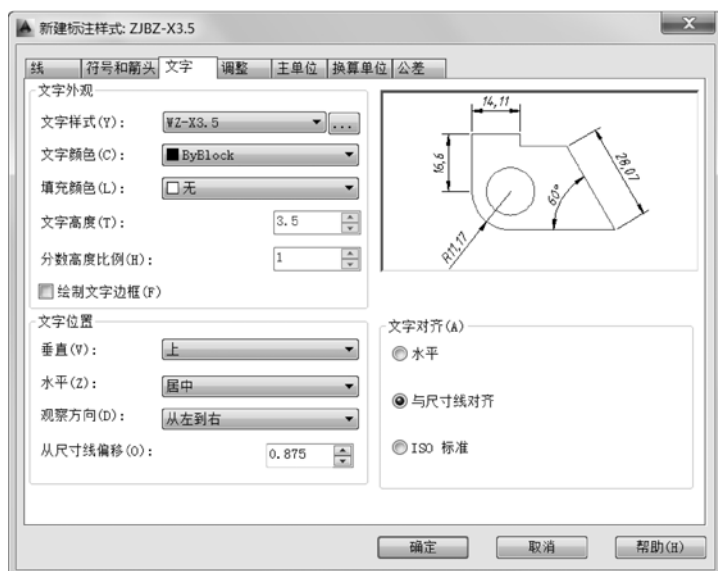 新建标注样式: ZJBZ-X3.5
线 符号和箭头 文字 调整 主单位 换算单位 公差
文字外观
文字样式(Y): WZ-X3.5 ...
文字颜色(C): ByBlock
填充颜色(L): 无
文字高度(T): 3.5
分数高度比例(H): 1
绘制文字边框(F)
14,11
16,6
28,07
60°
R11,17
文字位置
垂直(V): 上
水平(Z): 居中
观察方向(D): 从左到右
从尺寸线偏移(O): 0.875
文字对齐(A)
水平
与尺寸线对齐
ISO 标准
确定 取消 帮助(H)